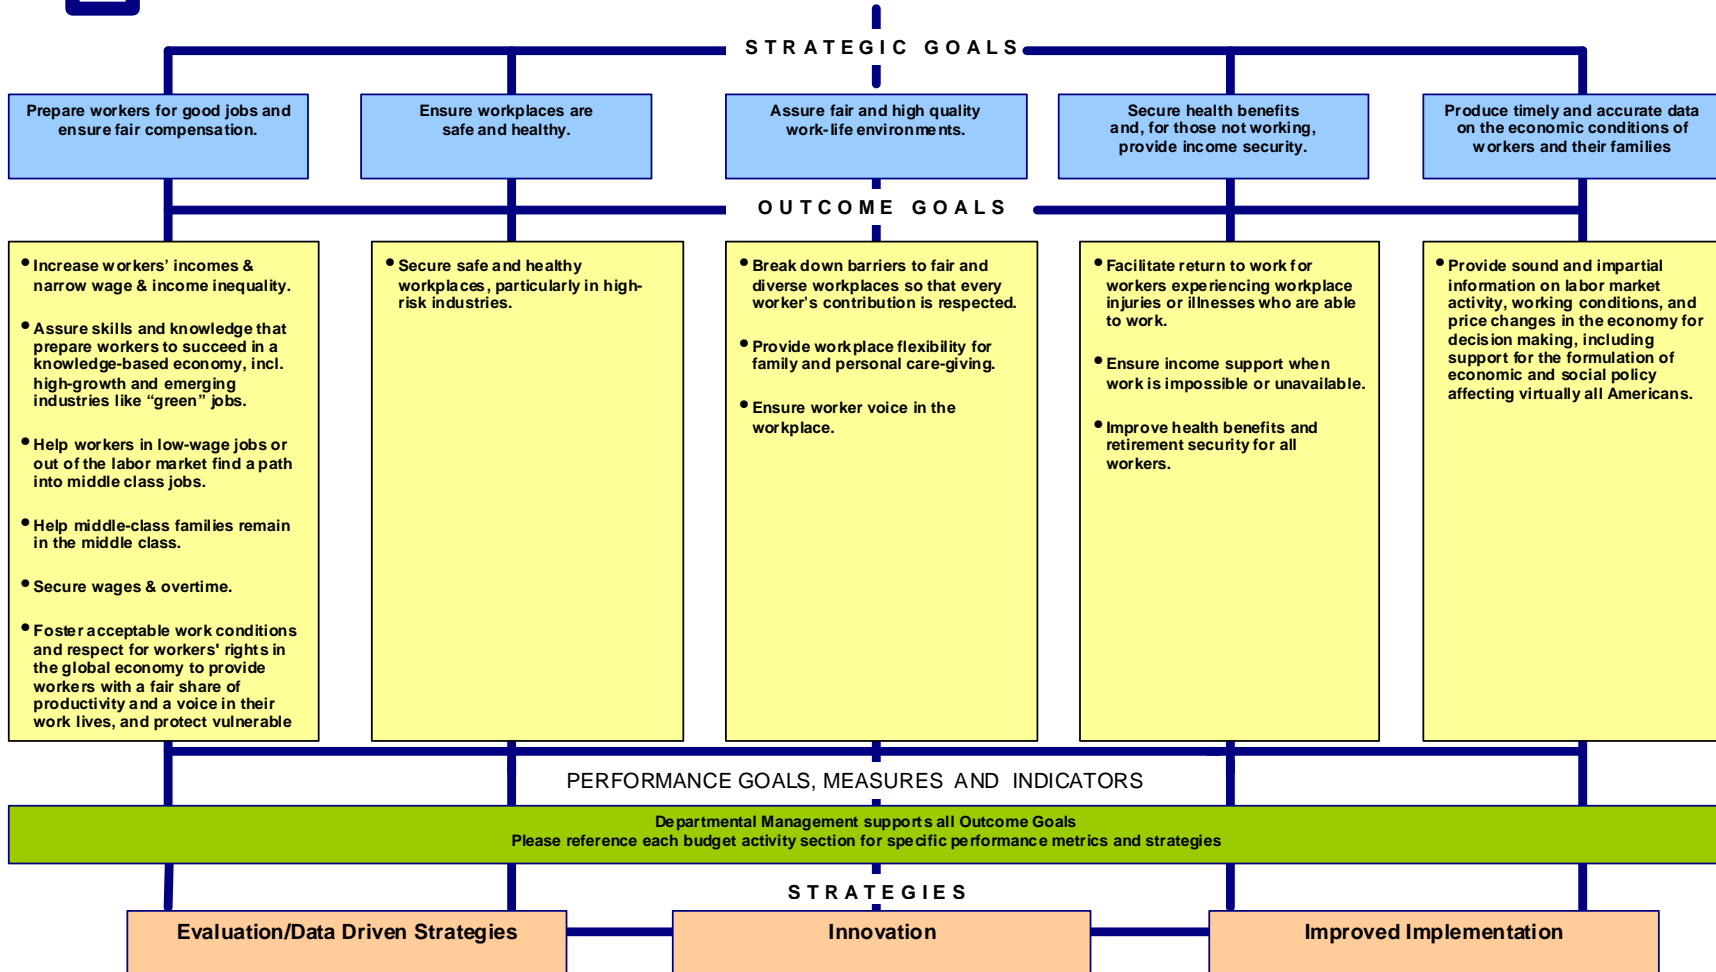 STRATEGIC GOALS
Prepare workers for good jobs and
ensure fair compensation.
Ensure workplaces are
safe and healthy.
Assure fair and high quality
work-life environments.
Secure health benefits
and, for those not working,
provide income security.
Produce timely and accurate data
on the economic conditions of
workers and their families
OUTCOME GOALS
• Increase workers’ incomes &
narrow wage & income inequality.
• Assure skills and knowledge that
prepare workers to succeed in a
knowledge-based economy, incl.
high-growth and emerging
industries like “green” jobs.
• Help workers in low-wage jobs or
out of the labor market find a path
into middle class jobs.
• Help middle-class families remain
in the middle class.
• Secure wages & overtime.
• Foster acceptable work conditions
and respect for workers' rights in
the global economy to provide
workers with a fair share of
productivity and a voice in their
work lives, and protect vulnerable
• Secure safe and healthy
workplaces, particularly in high-
risk industries.
• Break down barriers to fair and
diverse workplaces so that every
worker’s contribution is respected.
• Provide workplace flexibility for
family and personal care-giving.
• Ensure worker voice in the
workplace.
• Facilitate return to work for
workers experiencing workplace
injuries or illnesses who are able
to work.
• Ensure income support when
work is impossible or unavailable.
• Improve health benefits and
retirement security for all
workers.
• Provide sound and impartial
information on labor market
activity, working conditions, and
price changes in the economy for
decision making, including
support for the formulation of
economic and social policy
affecting virtually all Americans.
PERFORMANCE GOALS, MEASURES AND INDICATORS
Departmental Management supports all Outcome Goals
Please reference each budget activity section for specific performance metrics and strategies
STRATEGIES
Evaluation/Data Driven Strategies
Innovation
Improved Implementation